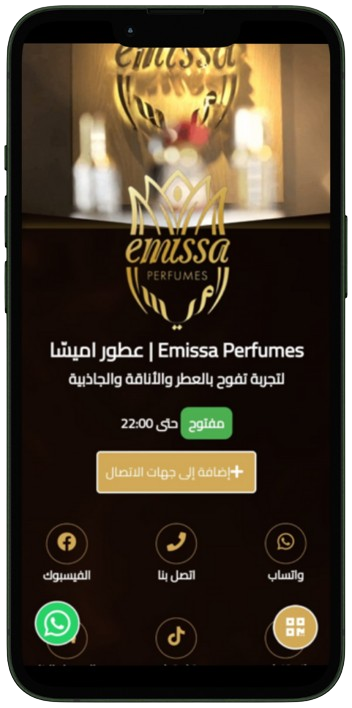 emissa
emissa
PERFUMES
اميسا
Emissa Perfumes | عطور اميسّا
لتجربة تفوح بالعطر والأناقة والجاذبية
مفتوح حتى 22:00
+إضافة إلى جهات الاتصال
واتساب
اتصل بنا
الفيسبوك